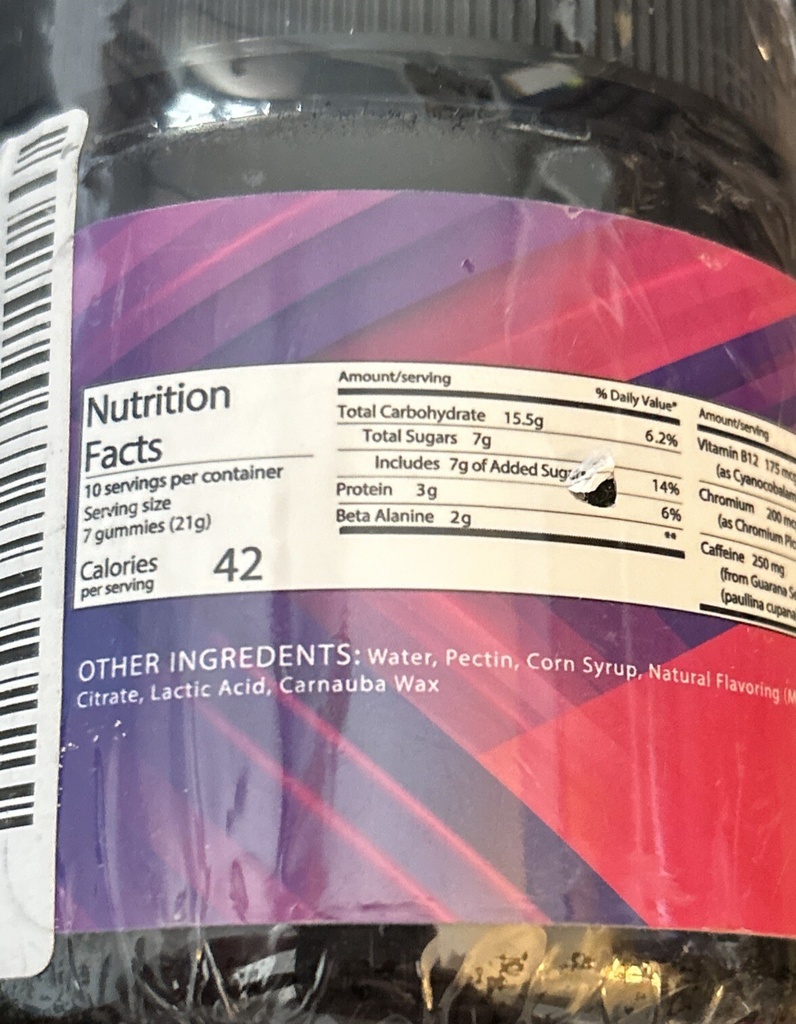 Nutrition
Facts
10 servings per container
Serving size
7 gummies (21g)
Calories 42
per serving
Amount/serving % Daily Value*
Total Carbohydrate 15.5g 6.2%
Total Sugars 7g
Includes 7g of Added 14%
Protein 3g 6%
Beta Alanine 2g **
Amount/serving
Vitamin B12 175
(as
Chromium 200
(as Chromium
Caffeine 250 mg
(from Guarana
(paullina
OTHER INGREDENTS: Water, Pectin, Corn Syrup, Natural Flavoring
Citrate, Lactic Acid, Carnauba Wax